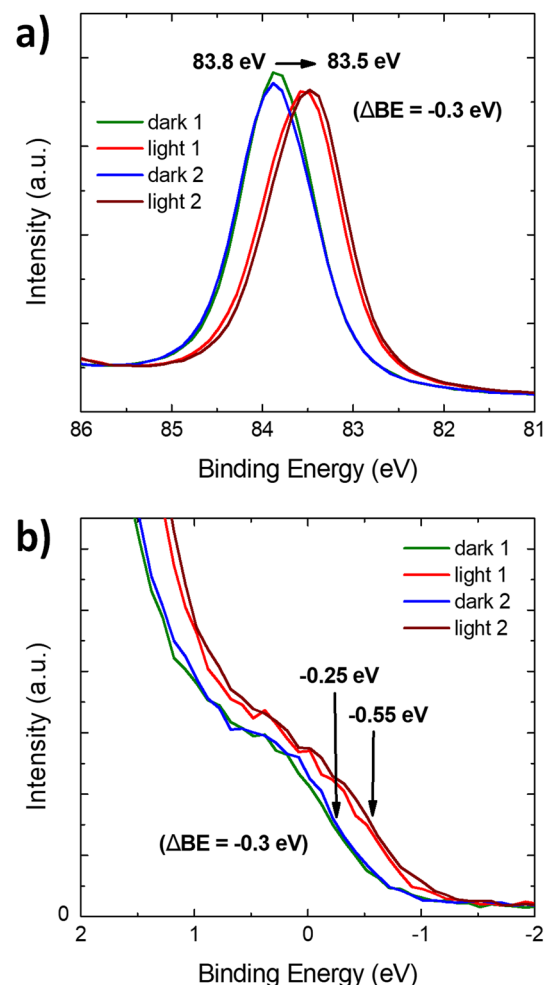 a)
83.8 eV → 83.5 eV
(ΔBE = -0.3 eV)
dark 1
light 1
dark 2
light 2
Intensity (a.u.)
86 85 84 83 82 81
Binding Energy (eV)
b)
dark 1
light 1
dark 2
light 2
-0.25 eV
-0.55 eV
(ΔBE = -0.3 eV)
Intensity (a.u.)
0
2 1 0 -1 -2
Binding Energy (eV)